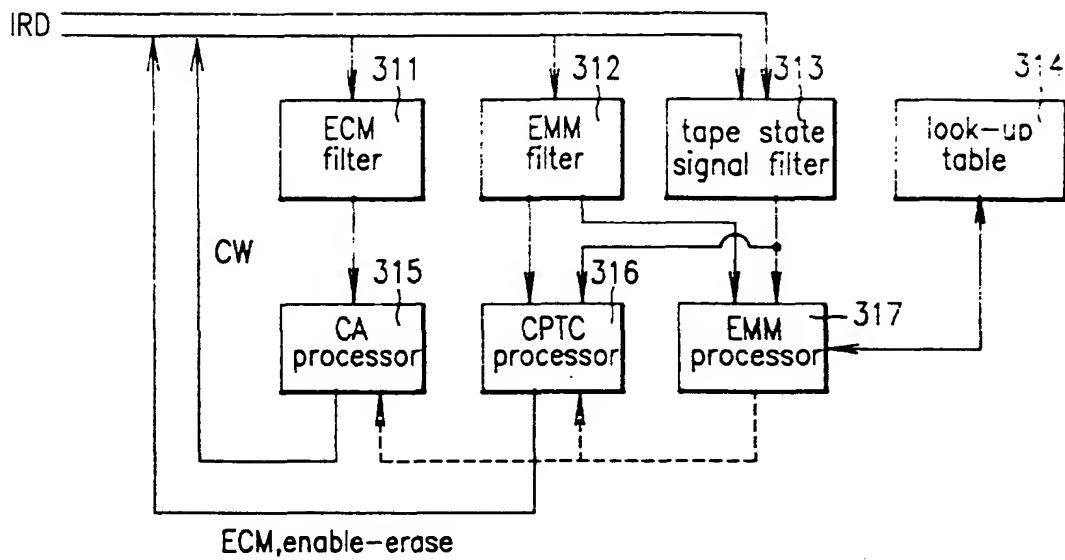 IRD
311
312
313
314
ECM
filter
EMM
filter
tape state
signal filter
look-up
table
CW
315
316
317
CA
processor
CPTC
processor
EMM
processor
ECM,enable-erase